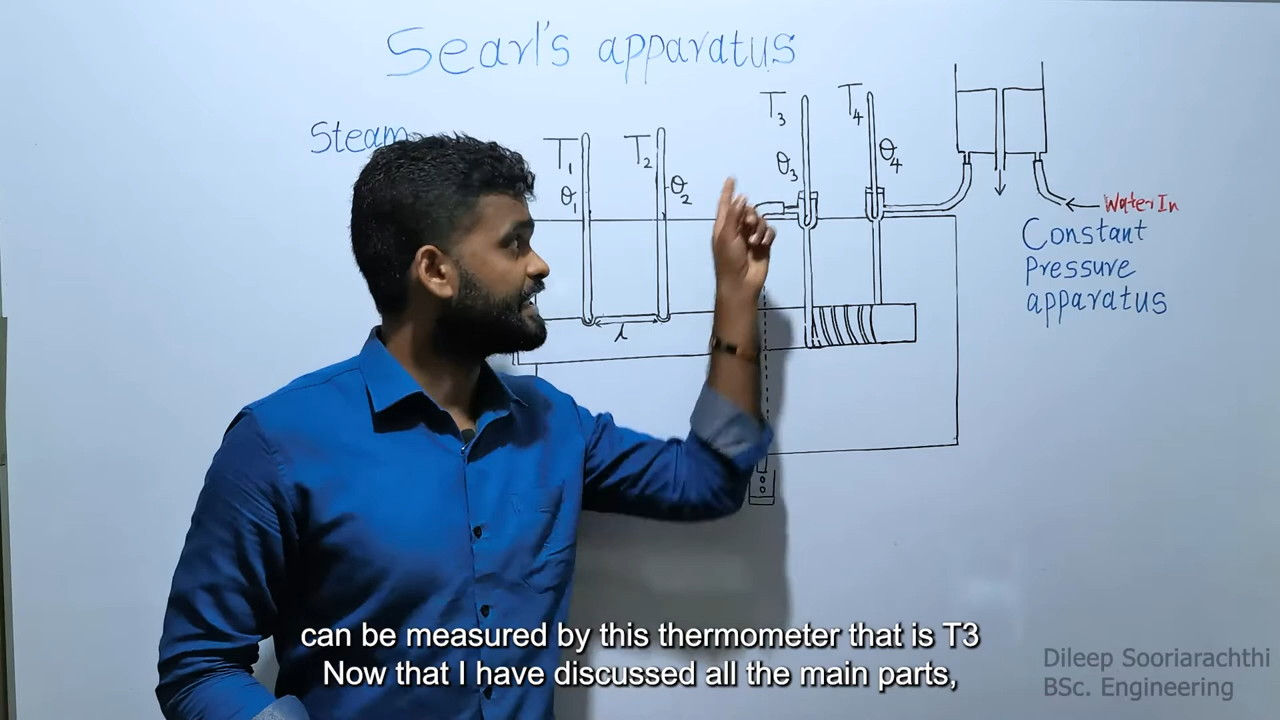 Searl's apparatus
Steam
T1
θ1
T2
θ2
T3
θ3
T4
θ4
l
Water In
Constant
Pressure
apparatus
can be measured by this thermometer that is T3
Now that I have discussed all the main parts,
Dileep Sooriarachthi
BSc. Engineering